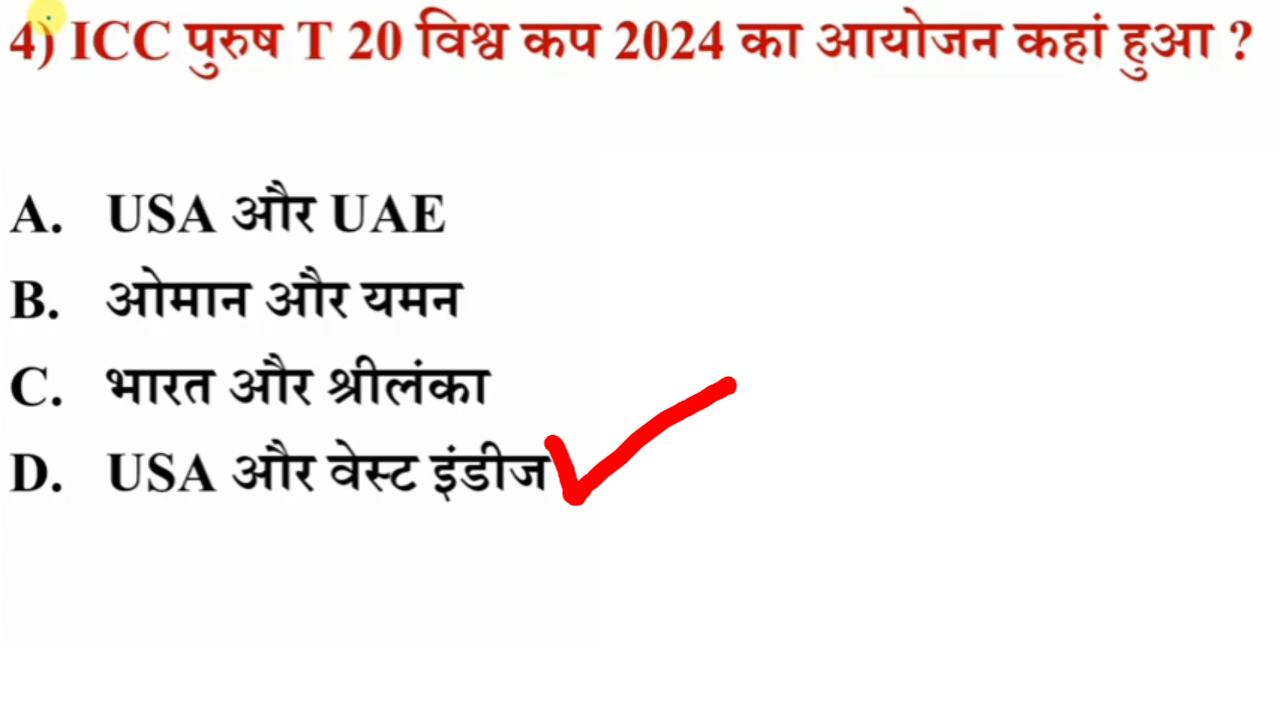 4) ICC पुरुष T 20 विश्व कप 2024 का आयोजन कहां हुआ ?
A. USA और UAE
B. ओमान और यमन
C. भारत और श्रीलंका
D. USA और वेस्ट इंडीज